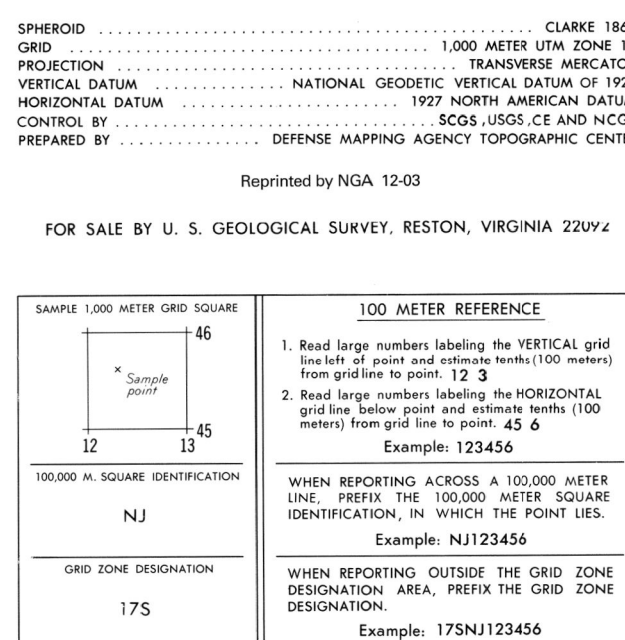 SPHEROID .......... CLARKE 186
GRID .......... 1,000 METER UTM ZONE 1
PROJECTION .......... TRANSVERSE MERCATO
VERTICAL DATUM .......... NATIONAL GEODETIC VERTICAL DATUM OF 192
HORIZONTAL DATUM .......... 1927 NORTH AMERICAN DATU
CONTROL BY .......... SCGS,USGS,CE AND NCG
PREPARED BY .......... DEFENSE MAPPING AGENCY TOPOGRAPHIC CENT
Reprinted by NGA 12-03
FOR SALE BY U. S. GEOLOGICAL SURVEY, RESTON, VIRGINIA 22092
SAMPLE 1,000 METER GRID SQUARE
46
× Sample
point
45
12 13
100,000 M. SQUARE IDENTIFICATION
NJ
GRID ZONE DESIGNATION
17S
100 METER REFERENCE
1. Read large numbers labeling the VERTICAL grid
line left of point and estimate tenths (100 meters)
from grid line to point. 12 3
2. Read large numbers labeling the HORIZONTAL
grid line below point and estimate tenths (100
meters) from grid line to point. 45 6
Example: 123456
WHEN REPORTING ACROSS A 100,000 METER
LINE, PREFIX THE 100,000 METER SQUARE
IDENTIFICATION, IN WHICH THE POINT LIES.
Example: NJ123456
WHEN REPORTING OUTSIDE THE GRID ZONE
DESIGNATION AREA, PREFIX THE GRID ZONE
DESIGNATION.
Example: 17SNJ123456